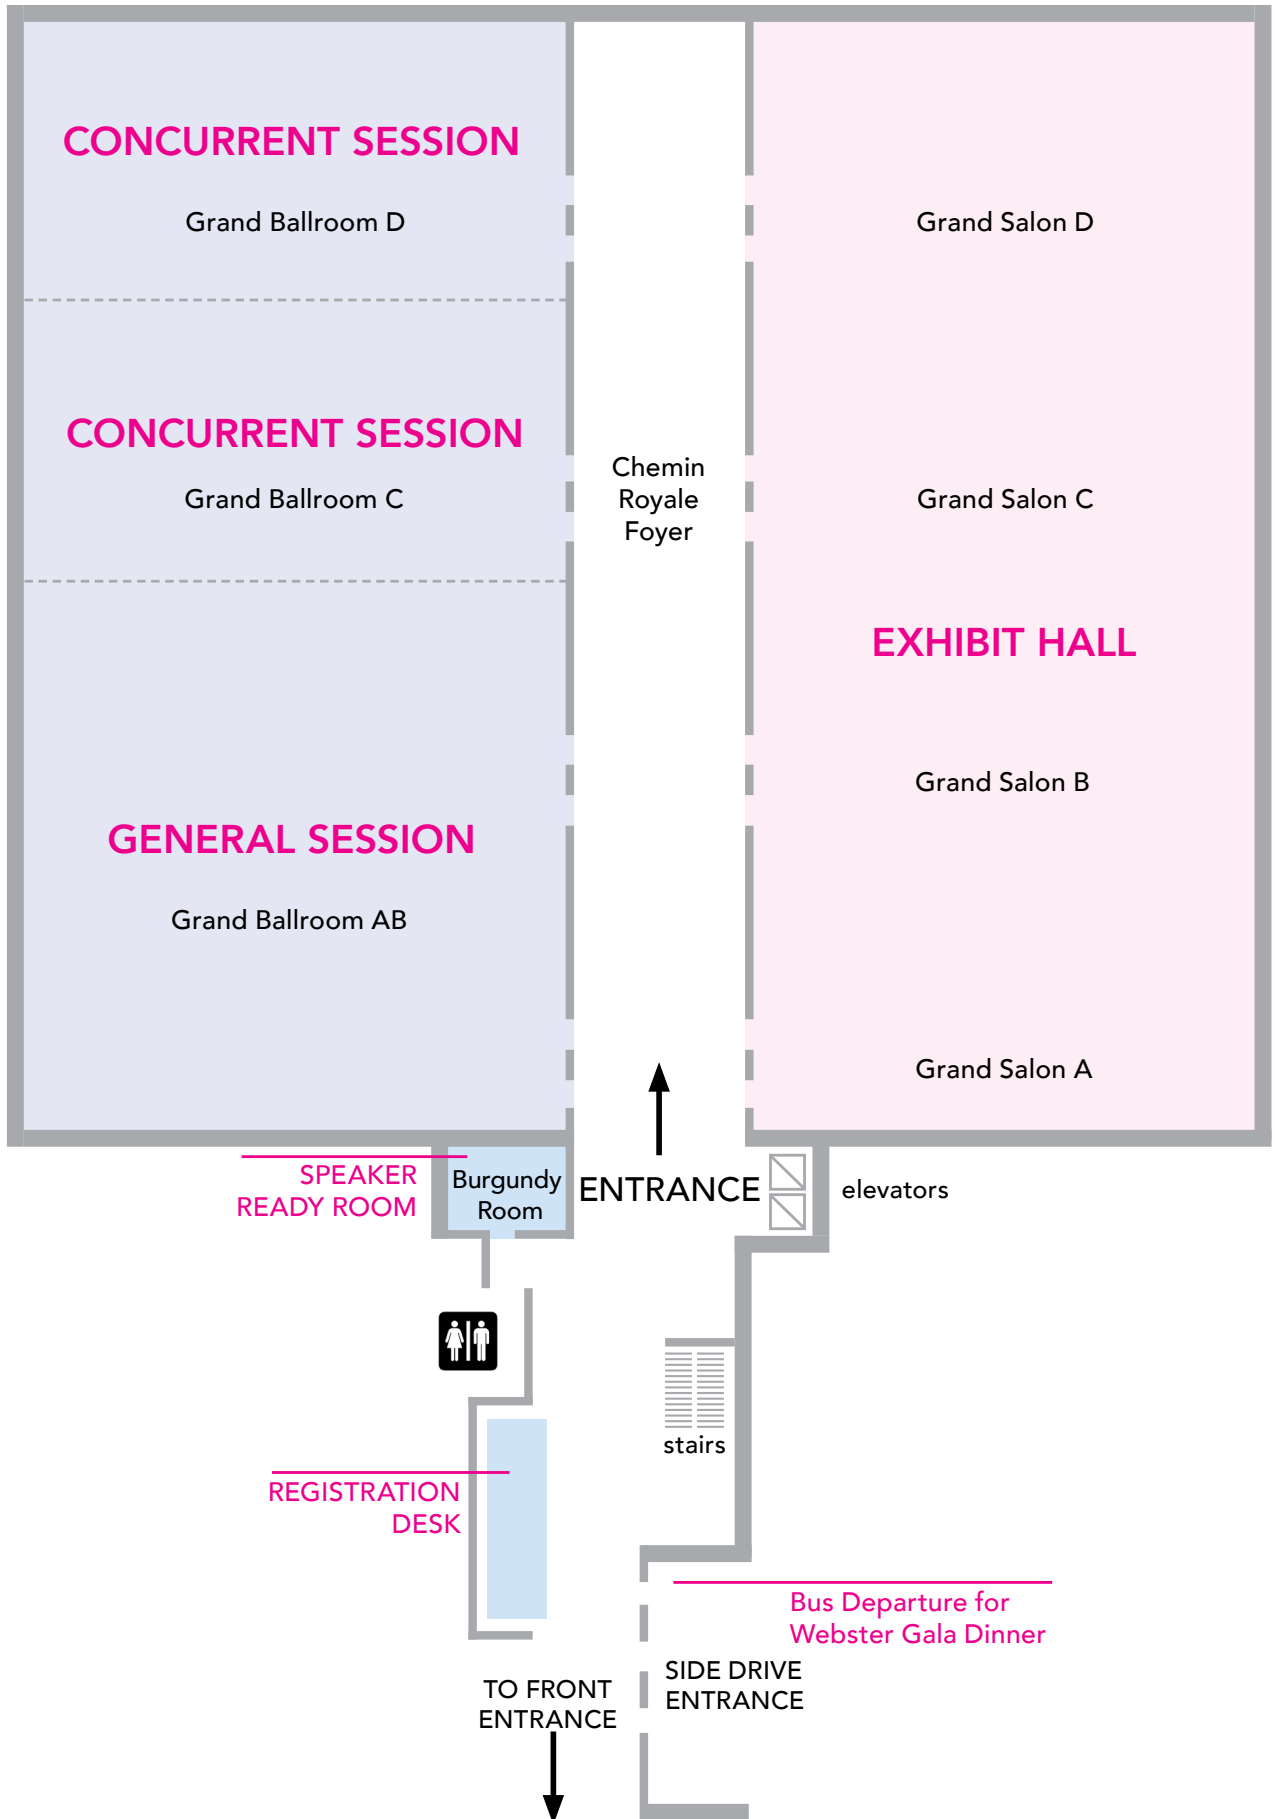 CONCURRENT SESSION
Grand Ballroom D
Grand Salon D
CONCURRENT SESSION
Grand Ballroom C
Chemin
Royale
Foyer
Grand Salon C
EXHIBIT HALL
Grand Salon B
GENERAL SESSION
Grand Ballroom AB
Grand Salon A
SPEAKER
READY ROOM
Burgundy
Room
ENTRANCE
elevators
stairs
REGISTRATION
DESK
Bus Departure for
Webster Gala Dinner
SIDE DRIVE
ENTRANCE
TO FRONT
ENTRANCE